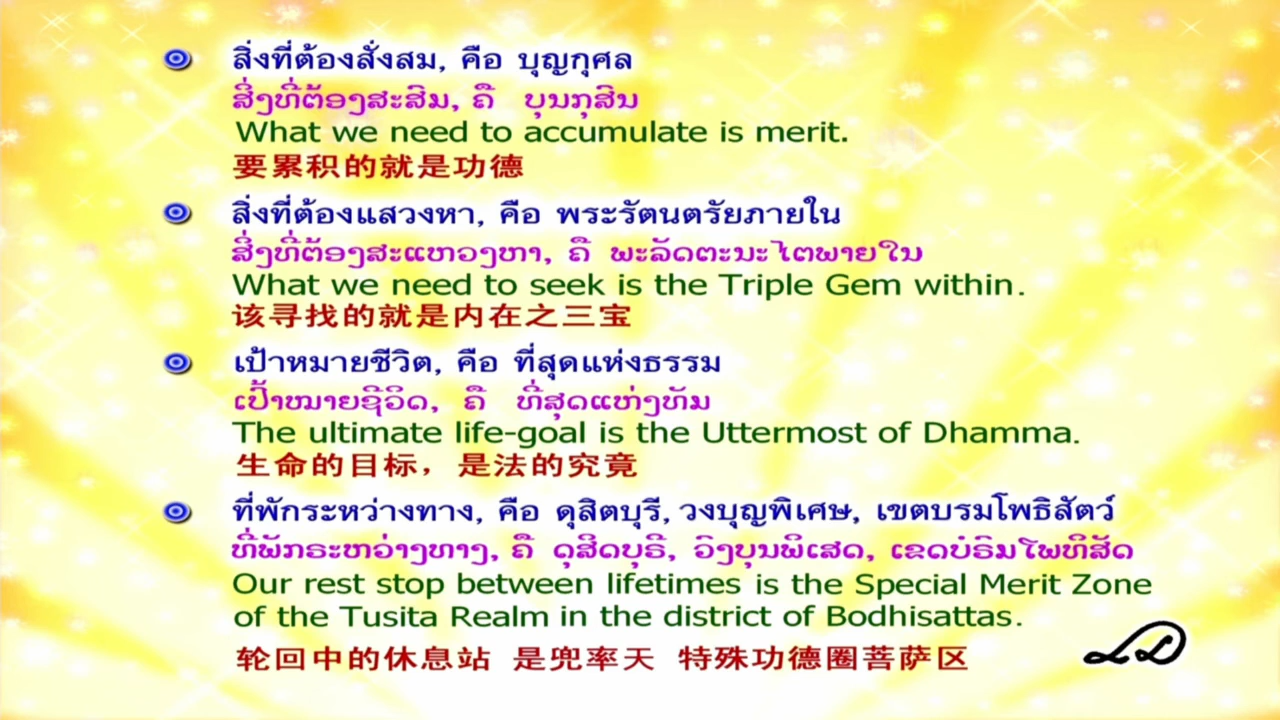 สิ่งที่ต้องสั่งสม, คือ บุญกุศล
ສິ່ງທີ່ຕ້ອງສະສົມ, ຄື ບຸນກຸສົນ
What we need to accumulate is merit.
要累积的就是功德
สิ่งที่ต้องแสวงหา, คือ พระรัตนตรัยภายใน
ສິ່ງທີ່ຕ້ອງສະແຫວງຫາ, ຄື ພະລັດຕະນະໄຕພາຍໃນ
What we need to seek is the Triple Gem within.
该寻找的就是内在之三宝
เป้าหมายชีวิต, คือ ที่สุดแห่งธรรม
ເປົ້າໝາຍຊີວິດ, ຄື ທີ່ສຸດແຫ່ງທັມ
The ultimate life-goal is the Uttermost of Dhamma.
生命的目标，是法的究竟
ที่พักระหว่างทาง, คือ ดุสิตบุรี, วงบุญพิเศษ, เขตบรมโพธิสัตว์
ທີ່ພັກຣະຫວ່າງທາງ, ຄື ດຸສິດບຸຣີ, ວົງບຸນພິເສດ, ເຂດບໍຣົມໂພທິສັດ
Our rest stop between lifetimes is the Special Merit Zone
of the Tusita Realm in the district of Bodhisattas.
轮回中的休息站 是兜率天 特殊功德圈菩萨区